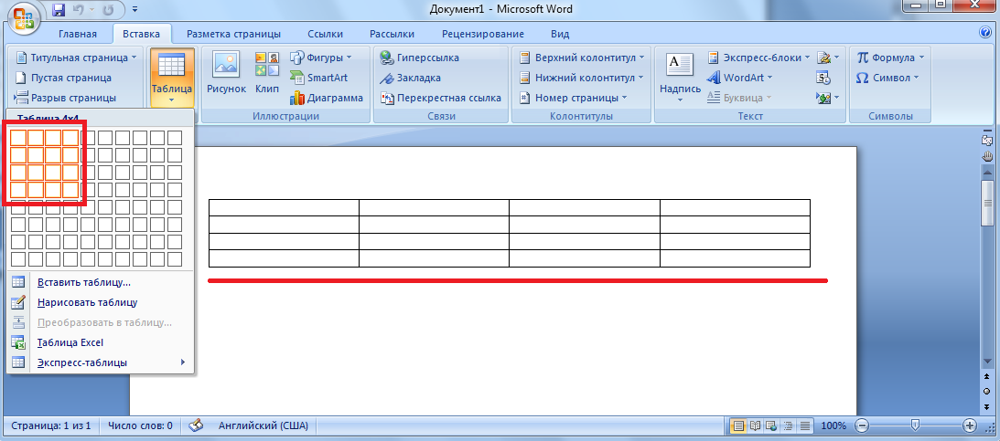 Документ1 - Microsoft Word
Главная Вставка Разметка страницы Ссылки Рассылки Рецензирование Вид
Титульная страница
Пустая страница
Разрыв страницы
Таблица
Рисунок
Клип
Фигуры
SmartArt
Диаграмма
Иллюстрации
Гиперссылка
Закладка
Перекрестная ссылка
Связи
Верхний колонтитул
Нижний колонтитул
Номер страницы
Колонтитулы
Надпись
Экспресс-блоки
WordArt
Буквица
Текст
Формула
Символ
Символы
Таблица 4x4
Вставить таблицу...
Нарисовать таблицу
Преобразовать в таблицу...
Таблица Excel
Экспресс-таблицы
Страница: 1 из 1 Число слов: 0 Английский (США) 100%